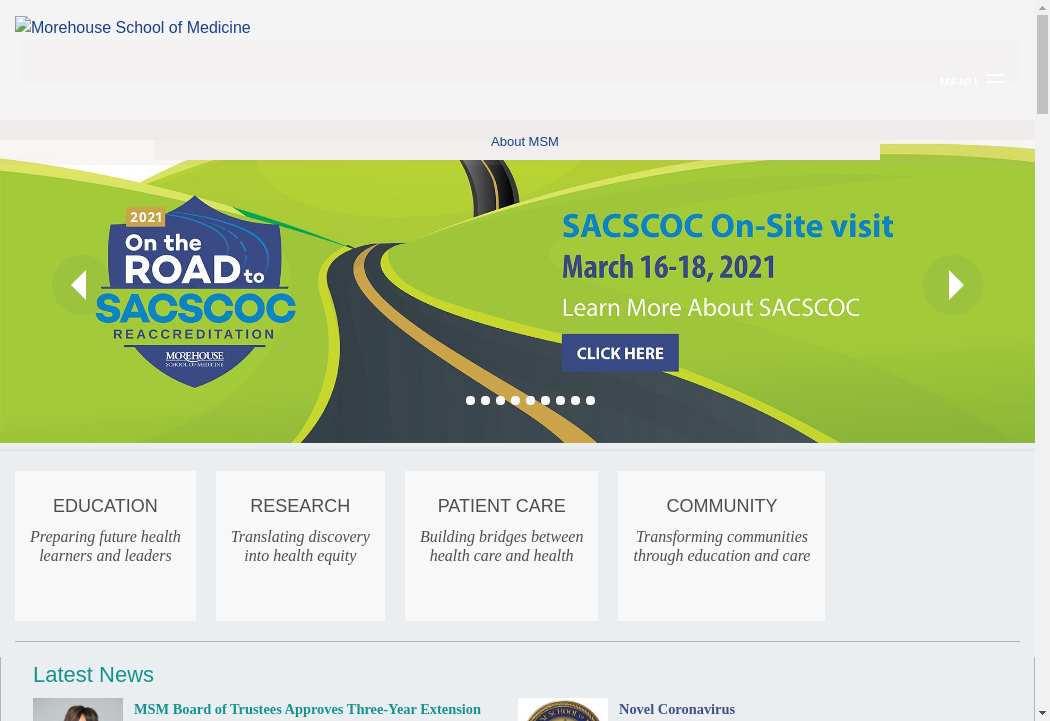 Morehouse School of Medicine
MENU
About MSM
2021
On the
ROAD to
SACSCOC
REACCREDITATION
MOREHOUSE
SCHOOL OF MEDICINE
SACSCOC On-Site visit
March 16-18, 2021
Learn More About SACSCOC
CLICK HERE
EDUCATION
Preparing future health
learners and leaders
RESEARCH
Translating discovery
into health equity
PATIENT CARE
Building bridges between
health care and health
COMMUNITY
Transforming communities
through education and care
Latest News
MSM Board of Trustees Approves Three-Year Extension
Novel Coronavirus